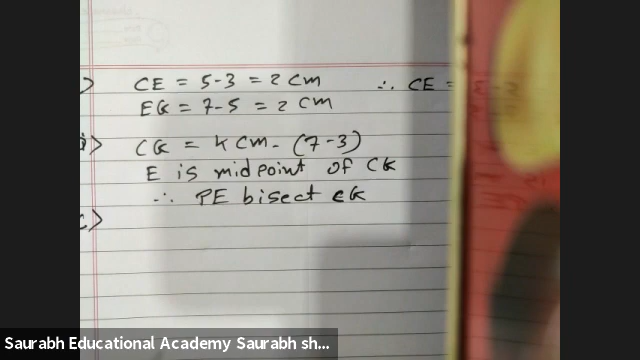 > CE = 5-3 = 2 cm ∴ CE =
EG = 7-5 = 2 cm
> CG = 4 cm - (7-3)
E is midpoint of CG
∴ PE bisect CG
>
Saurabh Educational Academy Saurabh sh...